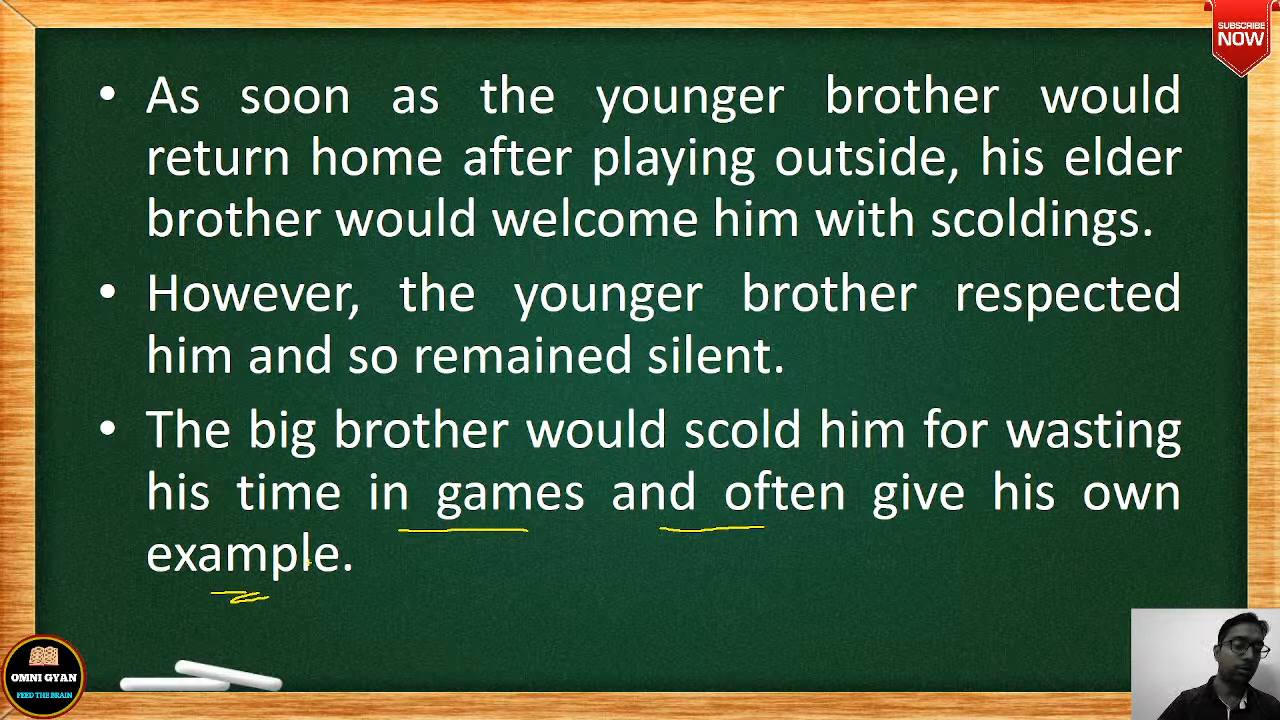 SUBSCRIBE
NOW
• As soon as the younger brother would
return home after playing outside, his elder
brother would welcome him with scoldings.
• However, the younger brother respected
him and so remained silent.
• The big brother would scold him for wasting
his time in games and often give his own
example.
OMNI GYAN
FEED THE BRAIN